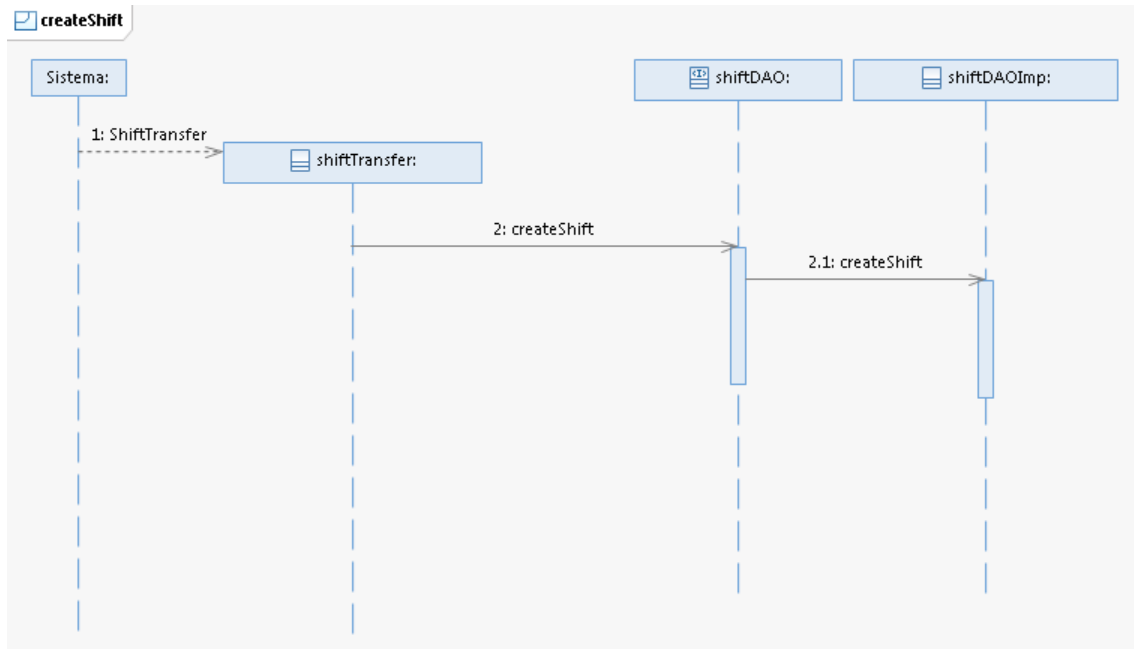 createShift
Sistema:
shiftDAO:
shiftDAOImp:
1: ShiftTransfer
shiftTransfer:
2: createShift
2.1: createShift